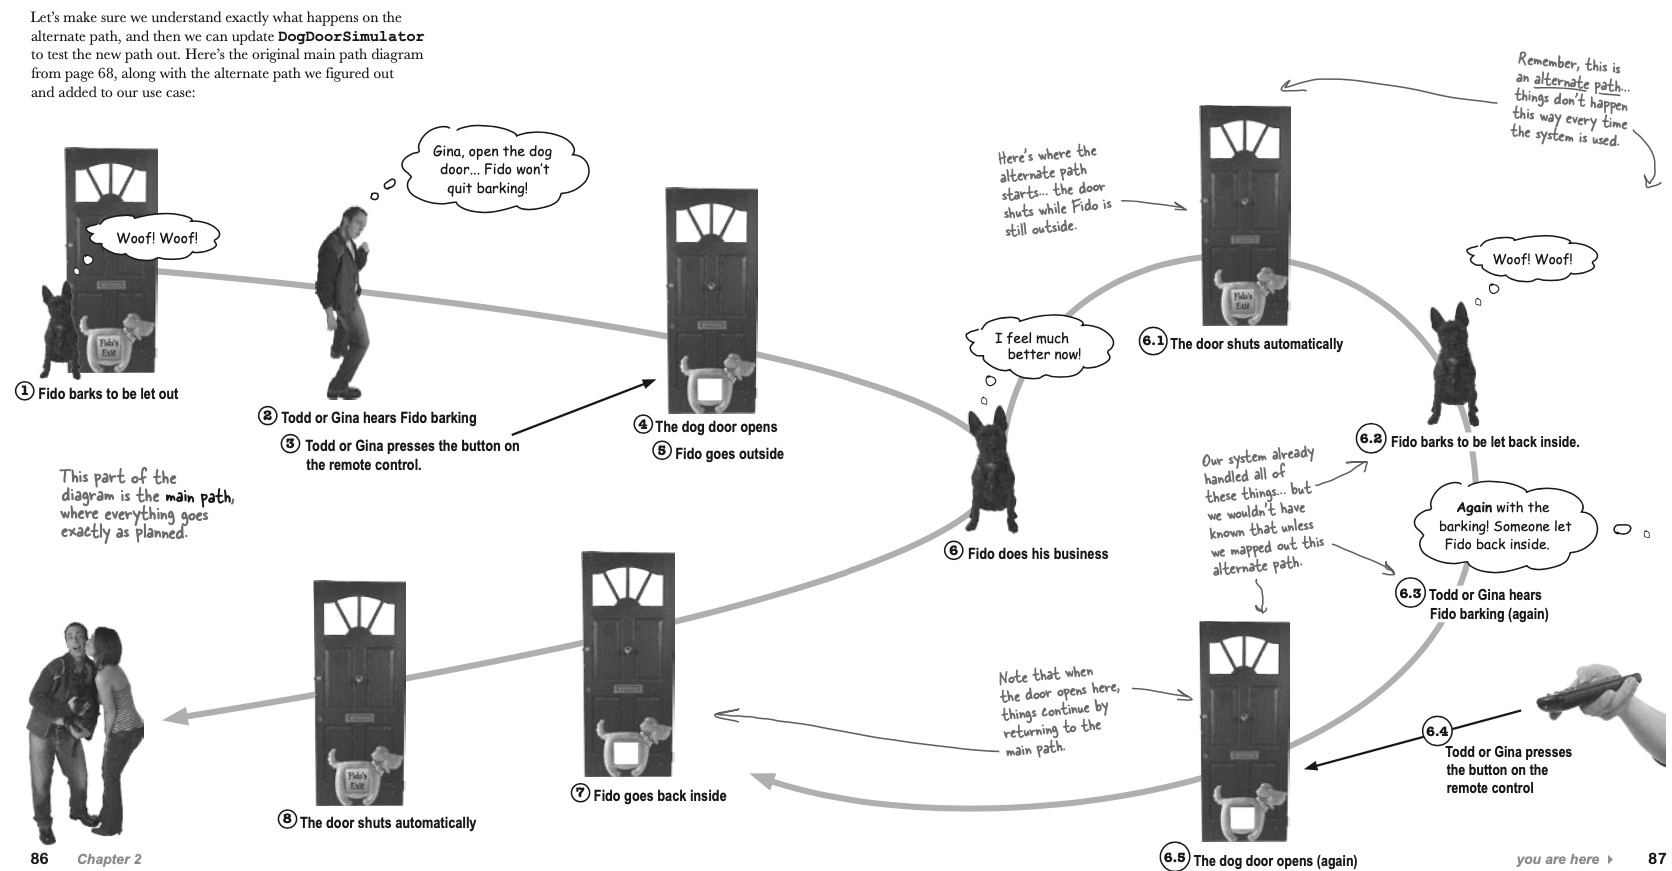 Let's make sure we understand exactly what happens on the
alternate path, and then we can update DogDoorSimulator
to test the new path out. Here's the original main path diagram
from page 68, along with the alternate path we figured out
and added to our use case:
Woof! Woof!
Fido's
Exit
1 Fido barks to be let out
Gina, open the dog
door... Fido won't
quit barking!
2 Todd or Gina hears Fido barking
3 Todd or Gina presses the button on
the remote control.
4 The dog door opens
5 Fido goes outside
This part of the
diagram is the main path,
where everything goes
exactly as planned.
I feel much
better now!
6 Fido does his business
Here's where the
alternate path
starts... the door
shuts while Fido is
still outside.
Remember, this is
an alternate path...
things don't happen
this way every time
the system is used.
Fido's
Exit
6.1 The door shuts automatically
Woof! Woof!
6.2 Fido barks to be let back inside.
Our system already
handled all of
these things... but
we wouldn't have
known that unless
we mapped out this
alternate path.
Again with the
barking! Someone let
Fido back inside.
6.3 Todd or Gina hears
Fido barking (again)
6.4
Todd or Gina presses
the button on the
remote control
6.5 The dog door opens (again)
Note that when
the door opens here,
things continue by
returning to the
main path.
7 Fido goes back inside
Fido's
Exit
8 The door shuts automatically
86 Chapter 2
you are here 87